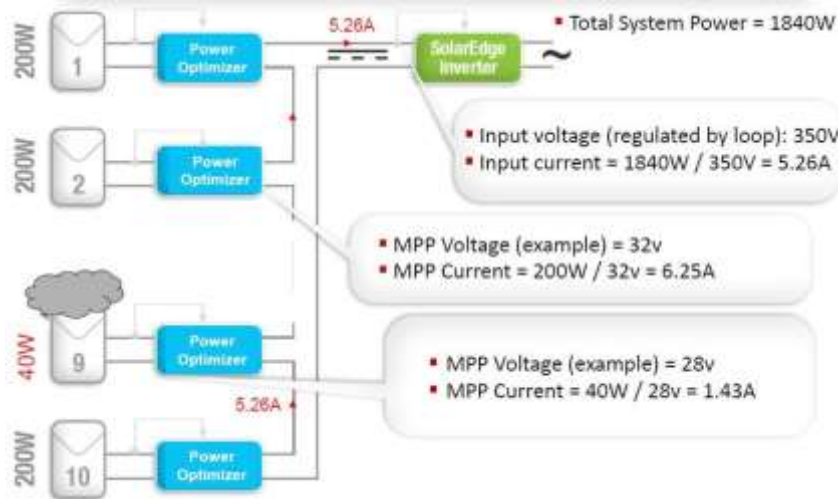 5.26A
▪ Total System Power = 1840W
200W
1
Power
Optimizer
SolarEdge
Inverter
~
▪ Input voltage (regulated by loop): 350V
▪ Input current = 1840W / 350V = 5.26A
200W
2
Power
Optimizer
▪ MPP Voltage (example) = 32v
▪ MPP Current = 200W / 32v = 6.25A
40W
9
Power
Optimizer
▪ MPP Voltage (example) = 28v
▪ MPP Current = 40W / 28v = 1.43A
5.26A
200W
10
Power
Optimizer